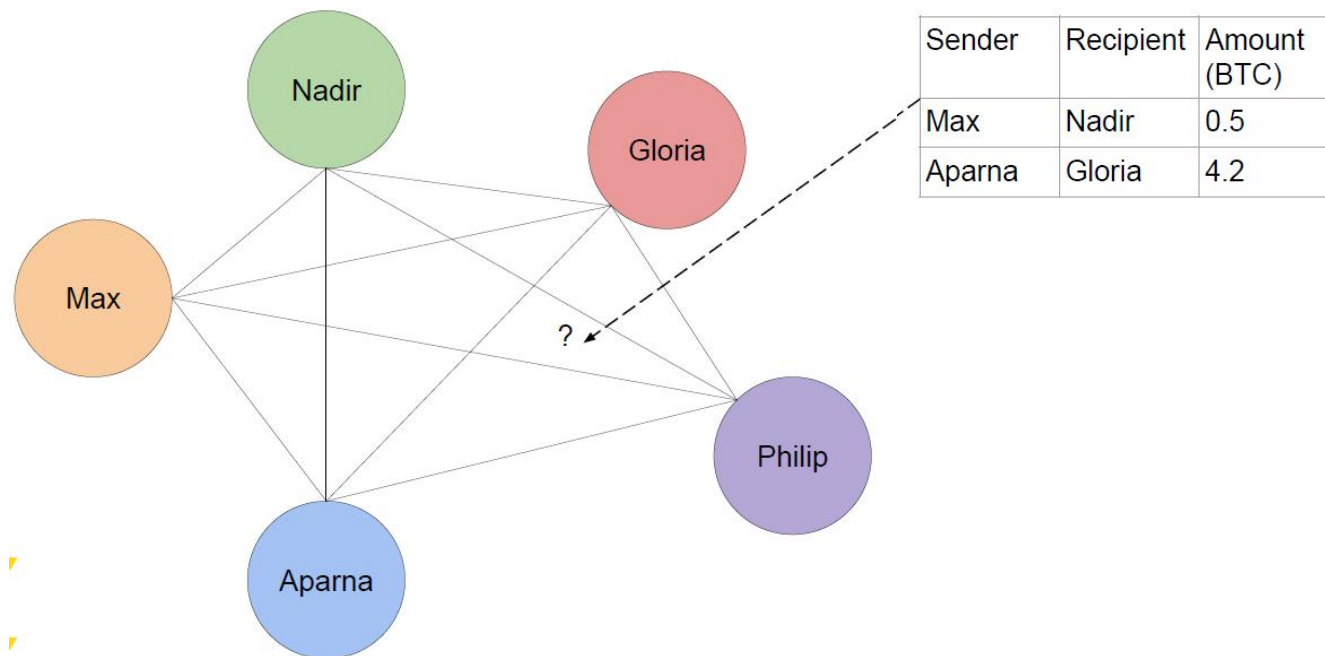 Nadir
Gloria
Max
?
Philip
Aparna
Sender Recipient Amount (BTC)
Max Nadir 0.5
Aparna Gloria 4.2